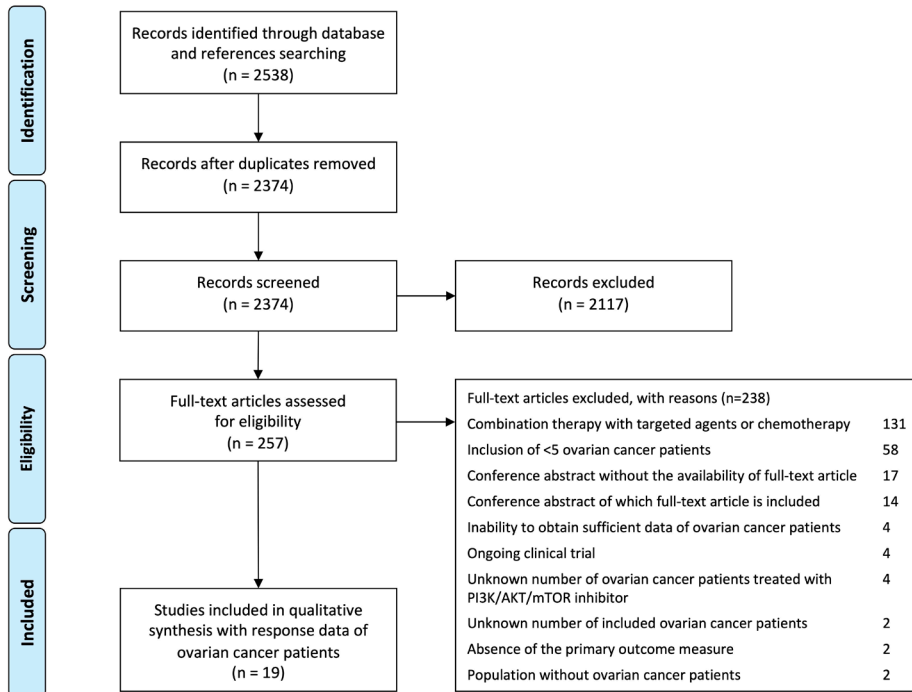 Identification
Records identified through database
and references searching
(n = 2538)
Records after duplicates removed
(n = 2374)
Screening
Records screened
(n = 2374)
Records excluded
(n = 2117)
Eligibility
Full-text articles assessed
for eligibility
(n = 257)
Full-text articles excluded, with reasons (n=238)
Combination therapy with targeted agents or chemotherapy 131
Inclusion of <5 ovarian cancer patients 58
Conference abstract without the availability of full-text article 17
Conference abstract of which full-text article is included 14
Inability to obtain sufficient data of ovarian cancer patients 4
Ongoing clinical trial 4
Unknown number of ovarian cancer patients treated with 4
PI3K/AKT/mTOR inhibitor
Unknown number of included ovarian cancer patients 2
Absence of the primary outcome measure 2
Population without ovarian cancer patients 2
Included
Studies included in qualitative
synthesis with response data of
ovarian cancer patients
(n = 19)